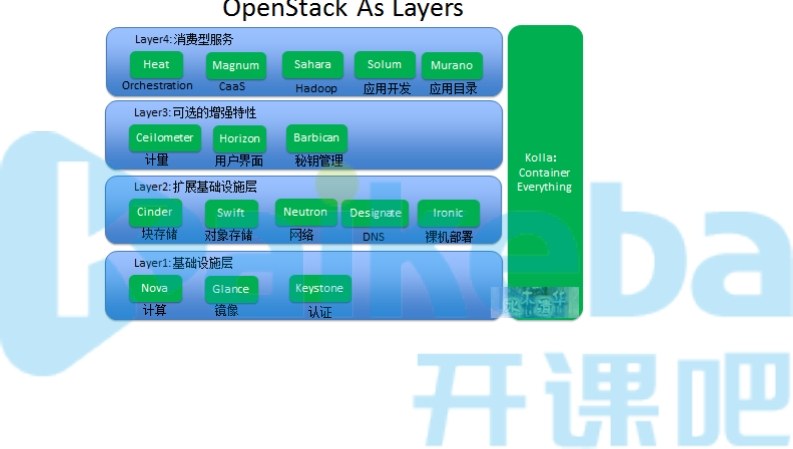 OpenStack As Layers
Layer4:消费型服务
Heat Magnum Sahara Solum Murano
Orchestration CaaS Hadoop 应用开发 应用目录
Layer3:可选的增强特性
Ceilometer Horizon Barbican
计量 用户界面 秘钥管理
Layer2:扩展基础设施层
Cinder Swift Neutron Designate Ironic
块存储 对象存储 网络 DNS 裸机部署
Layer1:基础设施层
Nova Glance Keystone
计算 镜像 认证
Kolla:
Container
Everything
kaikeba
开课吧